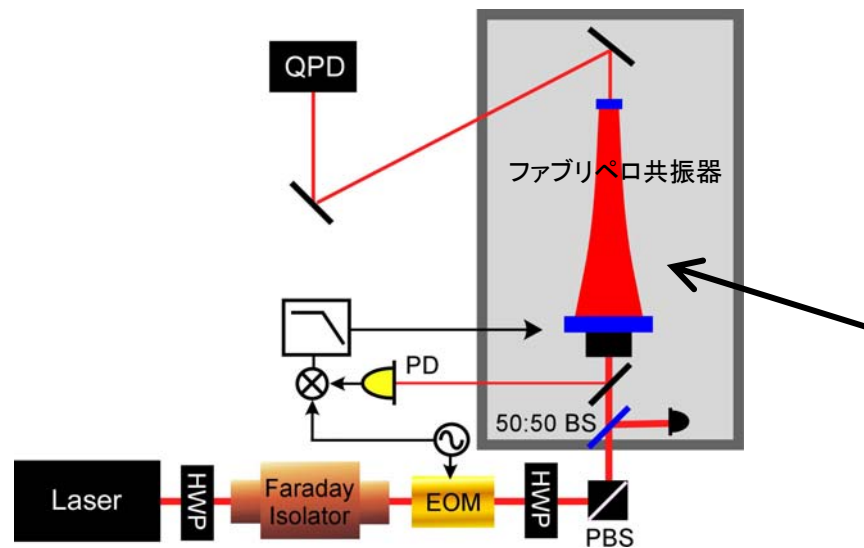 QPD
ファブリペロ共振器
PD
50:50 BS
Laser
HWP
Faraday
Isolator
EOM
HWP
PBS